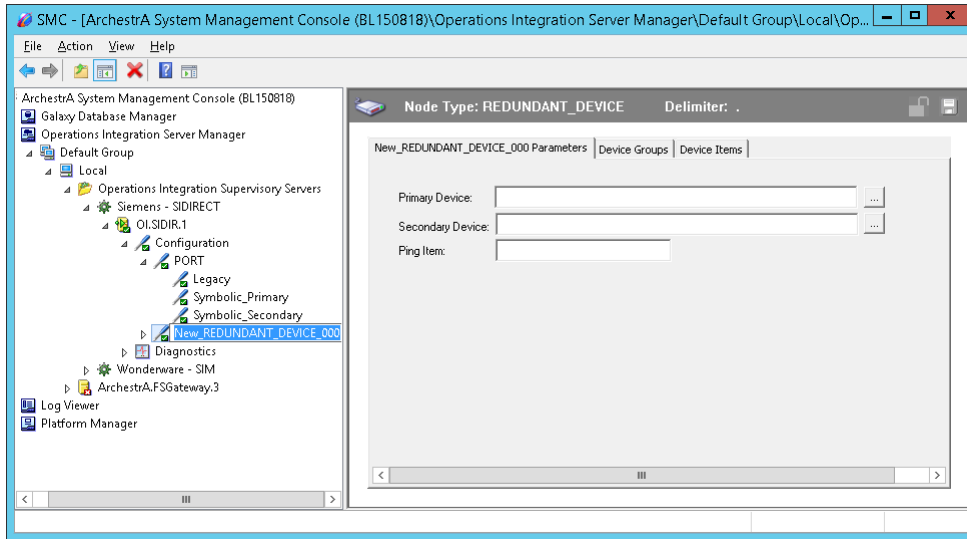 SMC - [ArchestrA System Management Console (BL150818)\Operations Integration Server Manager\Default Group\Local\Op...
File Action View Help
ArchestrA System Management Console (BL150818)
Galaxy Database Manager
Operations Integration Server Manager
Default Group
Local
Operations Integration Supervisory Servers
Siemens - SIDIRECT
OI.SIDIR.1
Configuration
PORT
Legacy
Symbolic_Primary
Symbolic_Secondary
New_REDUNDANT_DEVICE_000
Diagnostics
Wonderware - SIM
ArchestrA.FSGateway.3
Log Viewer
Platform Manager
Node Type: REDUNDANT_DEVICE Delimiter: .
New_REDUNDANT_DEVICE_000 Parameters Device Groups Device Items
Primary Device: ...
Secondary Device: ...
Ping Item: